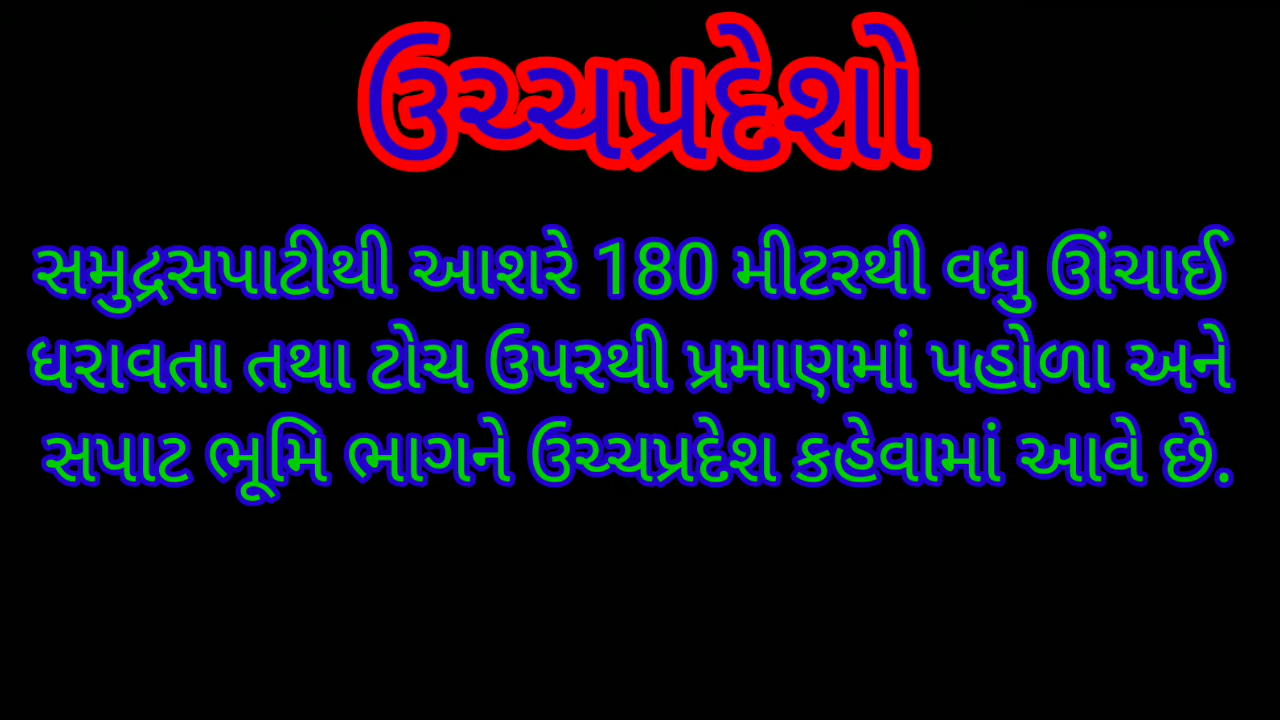 ઉચ્ચપ્રદેશો
સમુદ્રસપાટીથી આશરે 180 મીટરથી વધુ ઊંચાઈ
ધરાવતા તથા ટોચ ઉપરથી પ્રમાણમાં પહોળા અને
સપાટ ભૂમિ ભાગને ઉચ્ચપ્રદેશ કહેવામાં આવે છે.